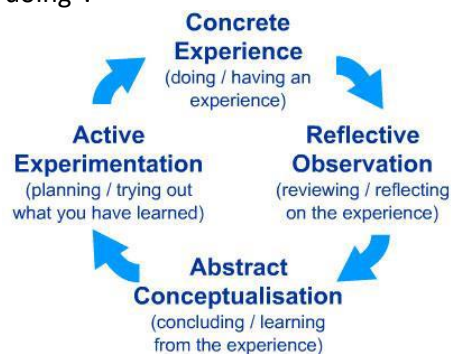 doing".
Concrete
Experience
(doing / having an
experience)
Reflective
Observation
(reviewing / reflecting
on the experience)
Abstract
Conceptualisation
(concluding / learning
from the experience)
Active
Experimentation
(planning / trying out
what you have learned)